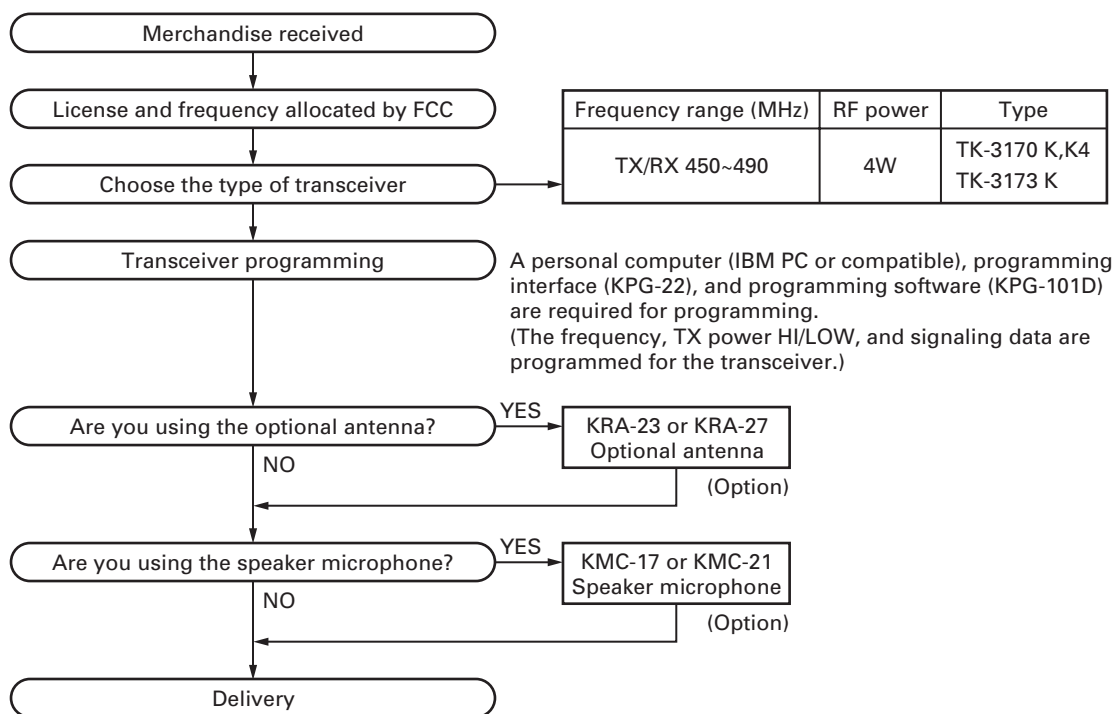 Merchandise received
License and frequency allocated by FCC
Choose the type of transceiver
Frequency range (MHz) RF power Type
TX/RX 450~490 4W TK-3170 K,K4
TK-3173 K
Transceiver programming
A personal computer (IBM PC or compatible), programming
interface (KPG-22), and programming software (KPG-101D)
are required for programming.
(The frequency, TX power HI/LOW, and signaling data are
programmed for the transceiver.)
Are you using the optional antenna?
YES
KRA-23 or KRA-27
Optional antenna
(Option)
NO
Are you using the speaker microphone?
YES
KMC-17 or KMC-21
Speaker microphone
(Option)
NO
Delivery